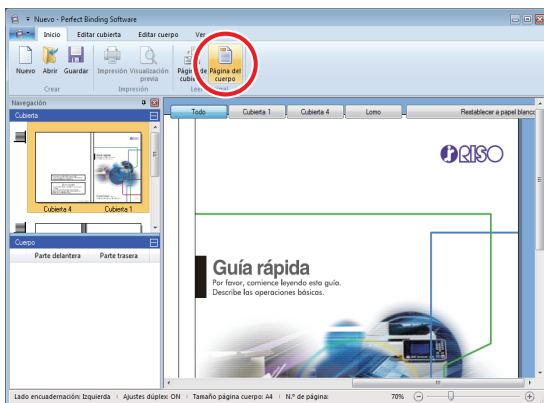 Nuevo - Perfect Binding Software
Inicio Editar cubierta Editar cuerpo Ver
Nuevo Abrir Guardar Impresión Visualización previa Página de cubierta Página del cuerpo
Crear Impresión
Navegación
Cubierta
Cubierta 4 Cubierta 1
Cuerpo
Parte delantera Parte trasera
Todo Cubierta 1 Cubierta 4 Lomo Restablecer a papel blanco
RISO
Guía rápida
Por favor, comience leyendo esta guía.
Describe las operaciones básicas.
Lado encuadernación: Izquierda Ajustes dúplex: ON Tamaño página cuerpo: A4 N.º de página: 70%